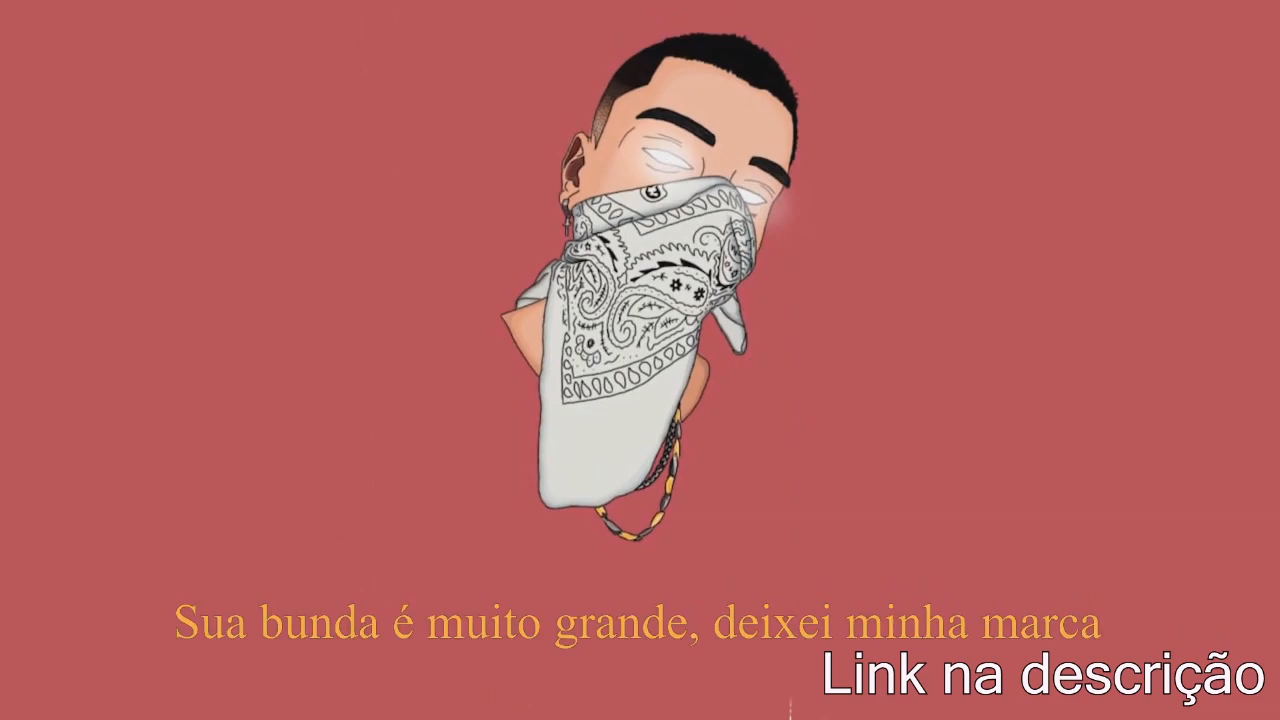 Sua bunda é muito grande, deixei minha marca
Link na descrição